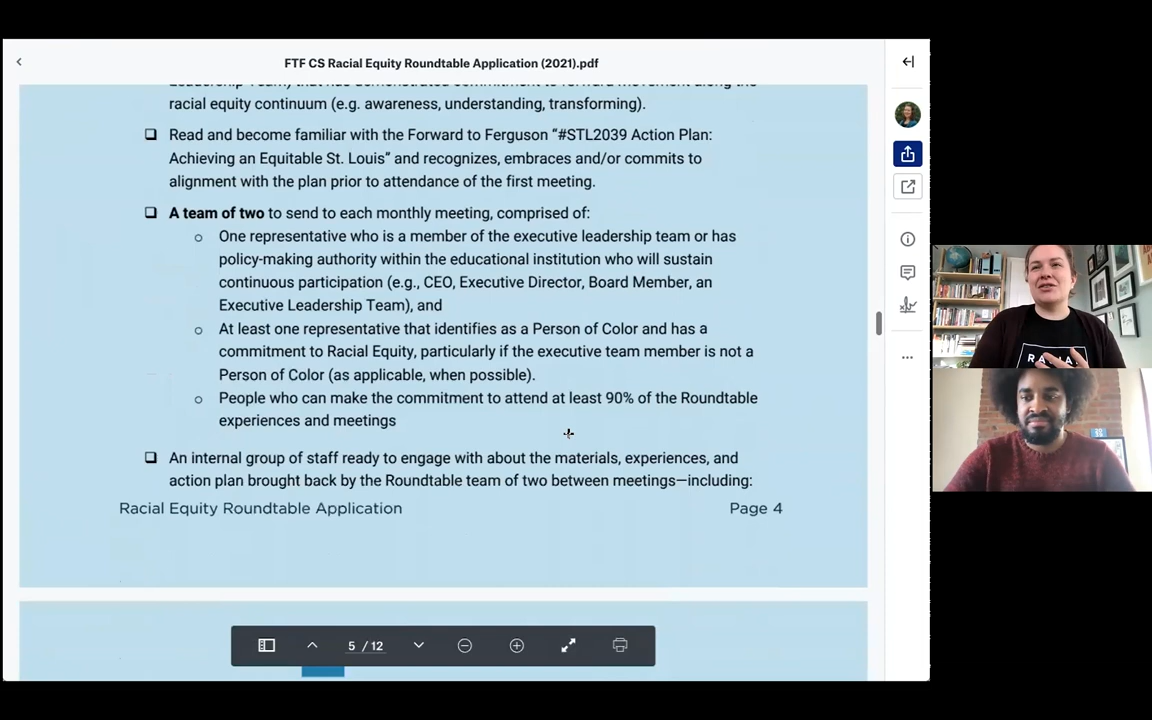 FTF CS Racial Equity Roundtable Application (2021).pdf
racial equity continuum (e.g. awareness, understanding, transforming).
Read and become familiar with the Forward to Ferguson “#STL2039 Action Plan:
Achieving an Equitable St. Louis” and recognizes, embraces and/or commits to
alignment with the plan prior to attendance of the first meeting.
A team of two to send to each monthly meeting, comprised of:
One representative who is a member of the executive leadership team or has
policy-making authority within the educational institution who will sustain
continuous participation (e.g., CEO, Executive Director, Board Member, an
Executive Leadership Team), and
At least one representative that identifies as a Person of Color and has a
commitment to Racial Equity, particularly if the executive team member is not a
Person of Color (as applicable, when possible).
People who can make the commitment to attend at least 90% of the Roundtable
experiences and meetings
An internal group of staff ready to engage with about the materials, experiences, and
action plan brought back by the Roundtable team of two between meetings—including:
Racial Equity Roundtable Application Page 4
5 / 12